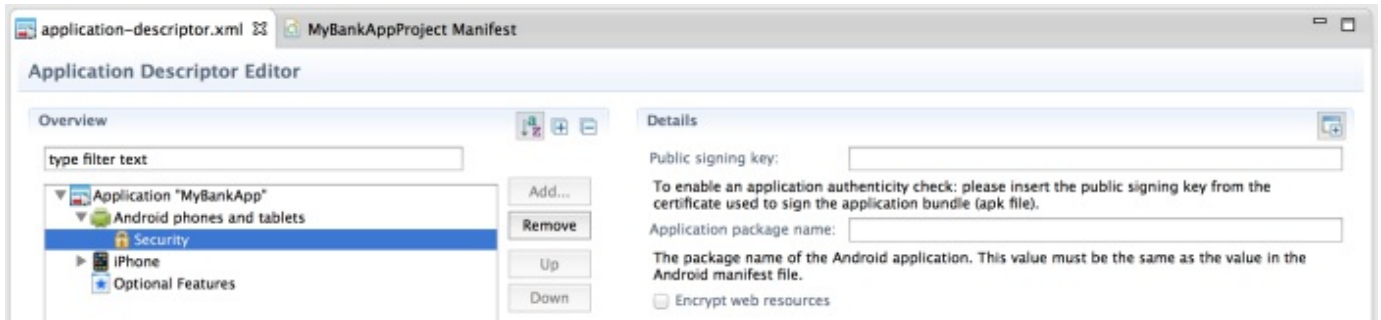 application-descriptor.xml
MyBankAppProject Manifest
Application Descriptor Editor
Overview
type filter text
Application "MyBankApp"
Android phones and tablets
Security
iPhone
Optional Features
Add...
Remove
Up
Down
Details
Public signing key:
To enable an application authenticity check: please insert the public signing key from the
certificate used to sign the application bundle (apk file).
Application package name:
The package name of the Android application. This value must be the same as the value in the
Android manifest file.
Encrypt web resources